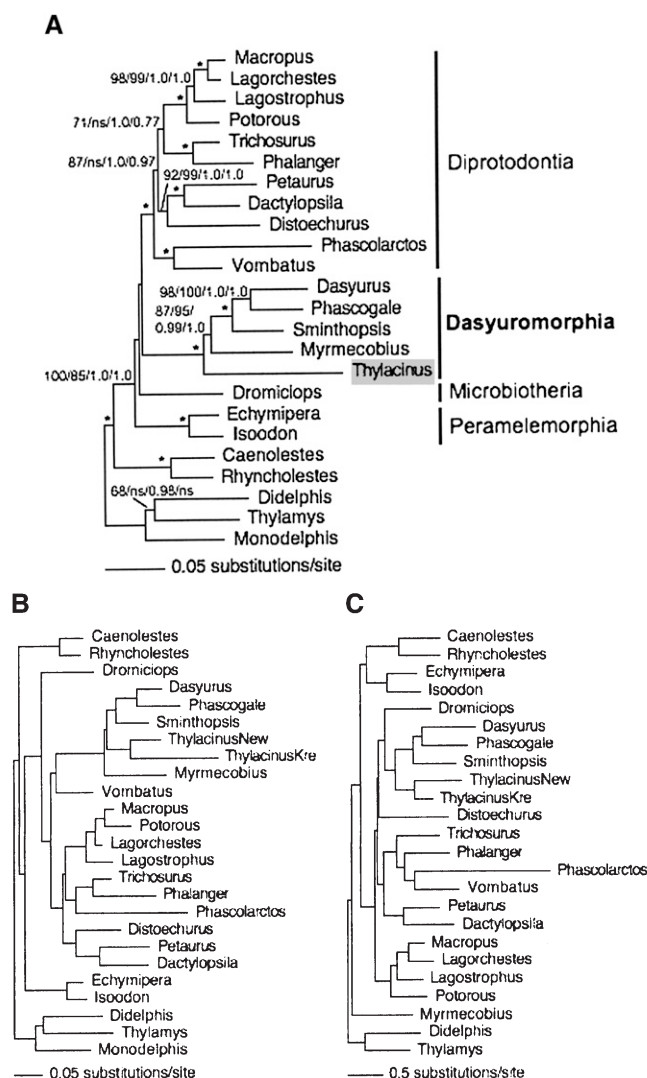 A
Macropus
98/99/1.0/1.0
Lagorchestes
Lagostrophus
71/ns/1.0/0.77
Potorous
Trichosurus
87/ns/1.0/0.97
Phalanger
Diprotodontia
92/99/1.0/1.0
Petaurus
Dactylopsila
Distoechurus
Phascolarctos
Vombatus
98/100/1.0/1.0
Dasyurus
87/95/
0.99/1.0
Phascogale
Sminthopsis
Dasyuromorphia
Myrmecobius
100/85/1.0/1.0
Thylacinus
Dromiciops
Microbiotheria
Echymipera
Isoodon
Peramelemorphia
Caenolestes
Rhyncholestes
68/ns/0.98/ns
Didelphis
Thylamys
Monodelphis
0.05 substitutions/site
B
Caenolestes
Rhyncholestes
Dromiciops
Dasyurus
Phascogale
Sminthopsis
ThylacinusNew
ThylacinusKre
Myrmecobius
Vombatus
Macropus
Potorous
Lagorchestes
Lagostrophus
Trichosurus
Phalanger
Phascolarctos
Distoechurus
Petaurus
Dactylopsila
Echymipera
Isoodon
Didelphis
Thylamys
Monodelphis
0.05 substitutions/site
C
Caenolestes
Rhyncholestes
Echymipera
Isoodon
Dromiciops
Dasyurus
Phascogale
Sminthopsis
ThylacinusNew
ThylacinusKre
Distoechurus
Trichosurus
Phalanger
Phascolarctos
Vombatus
Petaurus
Dactylopsila
Macropus
Lagorchestes
Lagostrophus
Potorous
Myrmecobius
Didelphis
Thylamys
0.5 substitutions/site